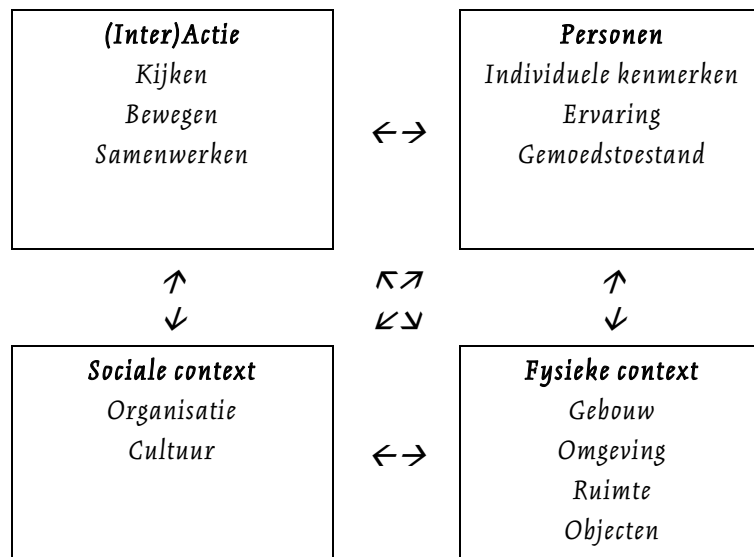 (Inter)Actie
Kijken
Bewegen
Samenwerken
←→
Personen
Individuele kenmerken
Ervaring
Gemoedstoestand
↑
↓
↖↗
↙↘
↑
↓
Sociale context
Organisatie
Cultuur
←→
Fysieke context
Gebouw
Omgeving
Ruimte
Objecten